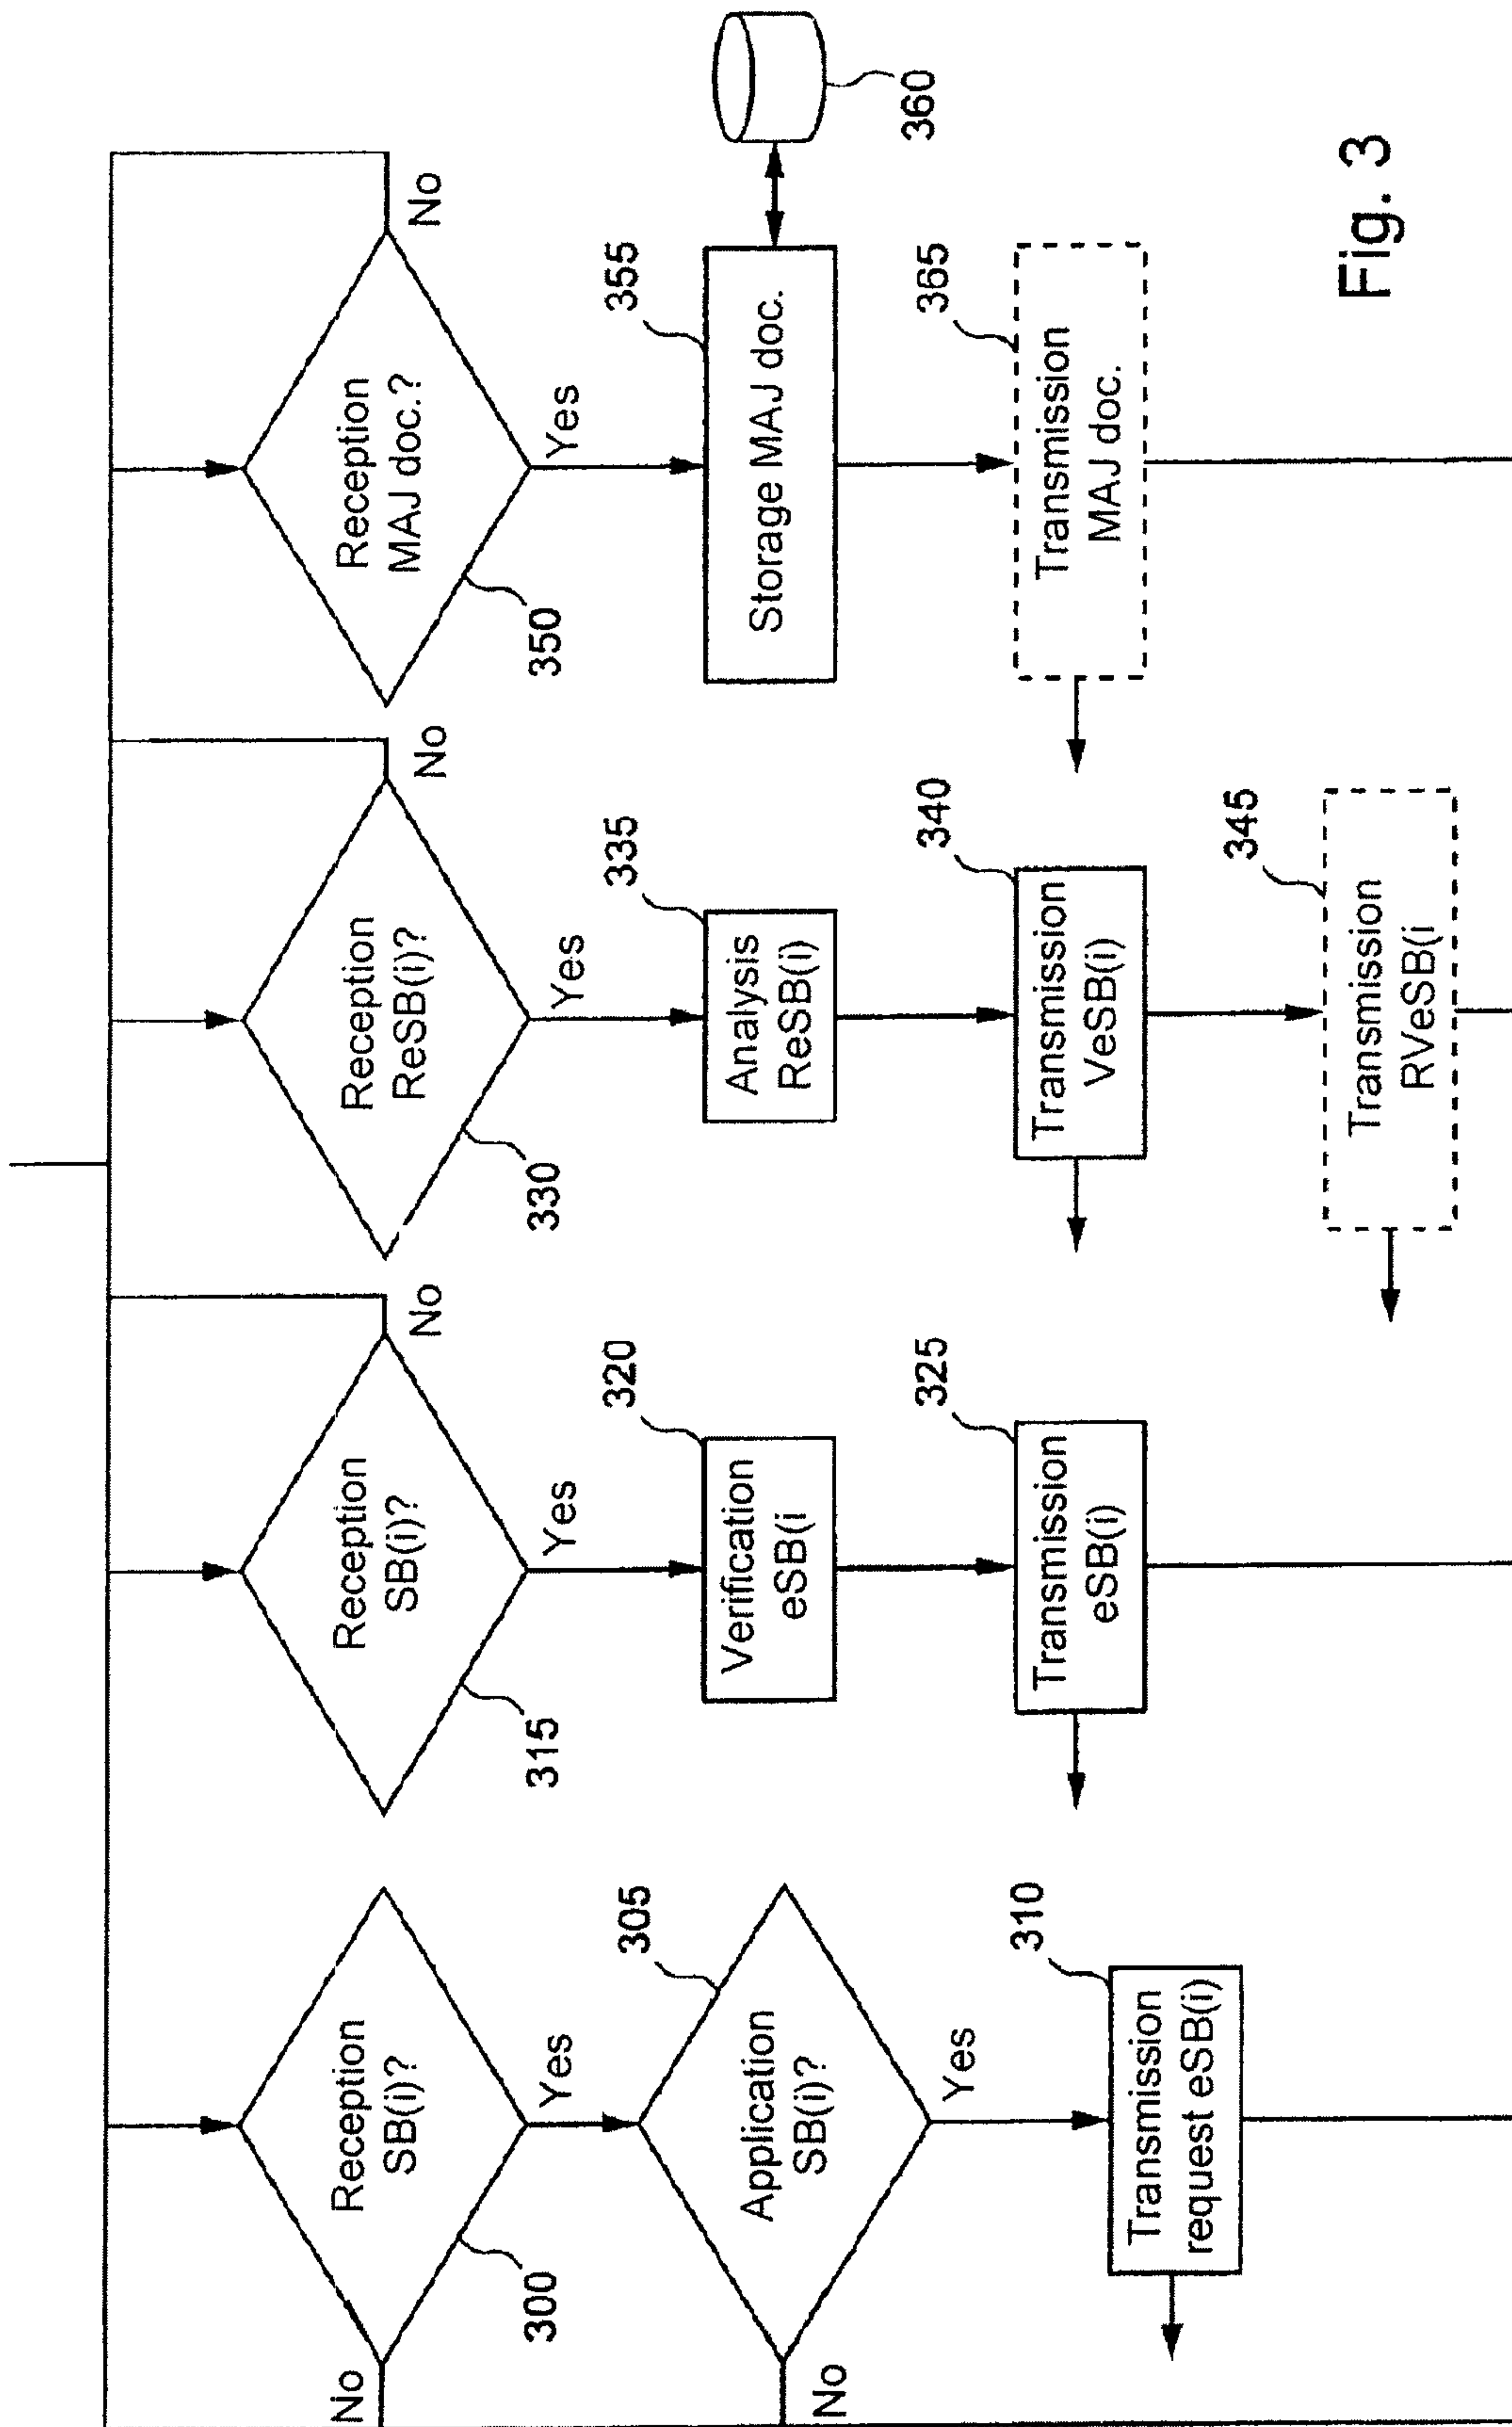 No
Reception
SB(i)?
300
Yes
No
Application
SB(i)?
305
Yes
Transmission
request eSB(i)
310
Reception
SB(i)?
315
No
Yes
Verification
eSB(i
320
Transmission
eSB(i)
325
Reception
ReSB(i)?
330
No
Yes
Analysis
ReSB(i)
335
Transmission
VeSB(i)
340
Transmission
RVeSB(i
345
Reception
MAJ doc.?
350
No
Yes
Storage MAJ doc.
355
360
Transmission
MAJ doc.
365
Fig. 3